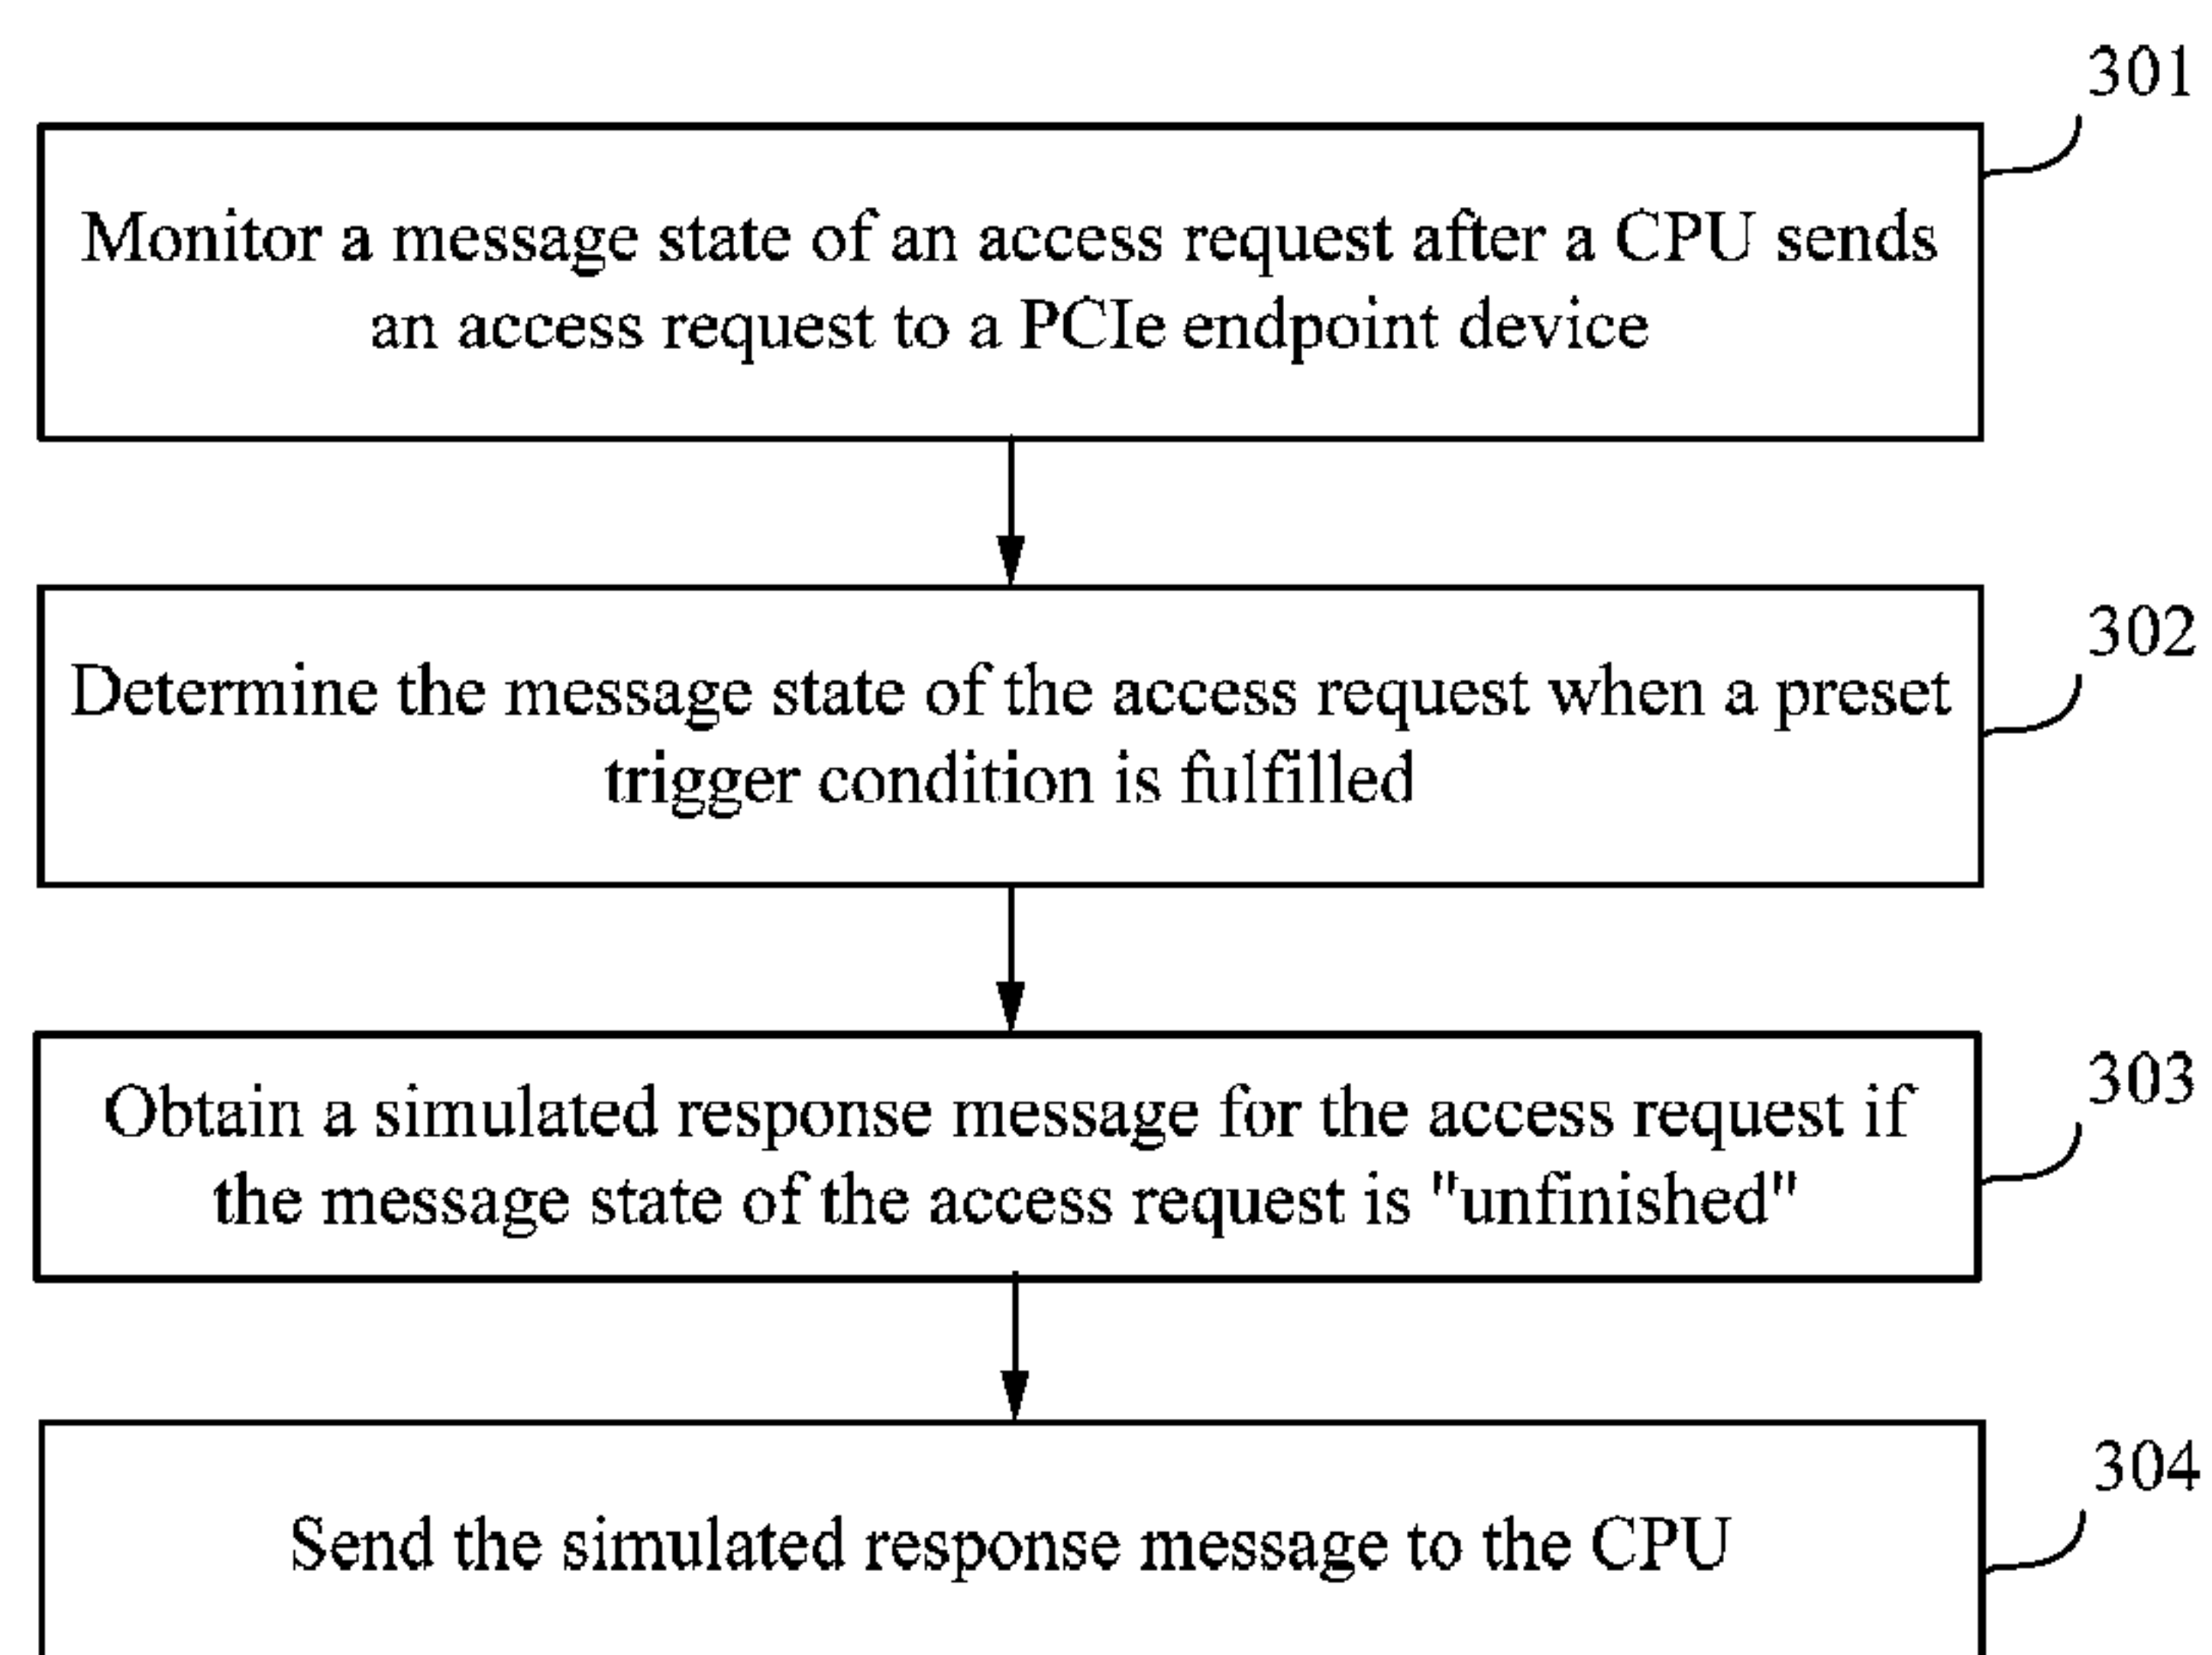 301
Monitor a message state of an access request after a CPU sends
an access request to a PCIe endpoint device
302
Determine the message state of the access request when a preset
trigger condition is fulfilled
303
Obtain a simulated response message for the access request if
the message state of the access request is "unfinished"
304
Send the simulated response message to the CPU